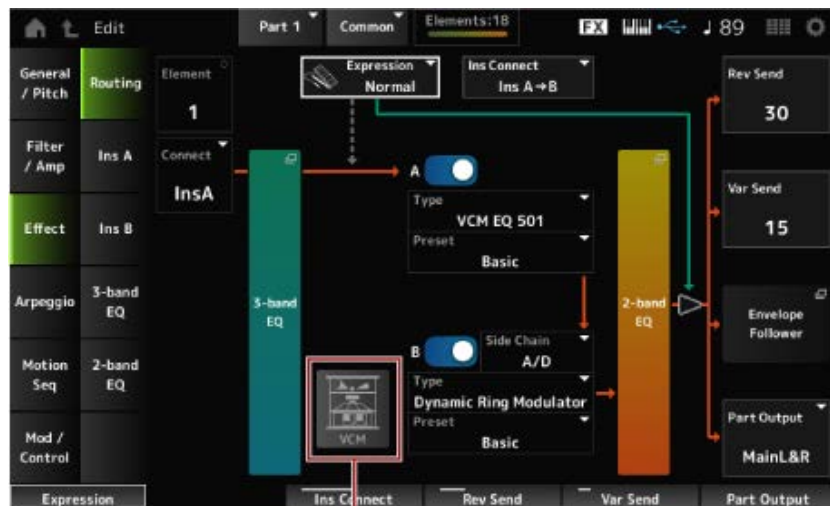 Edit
Part 1
Common
Elements:18
FX
♩ 89
General / Pitch
Filter / Amp
Effect
Arpeggio
Motion Seq
Mod / Control
Routing
Ins A
Ins B
3-band EQ
2-band EQ
Element
1
Connect
InsA
Expression
Normal
Ins Connect
Ins A→B
3-band EQ
A
Type
VCM EQ 501
Preset
Basic
B
Side Chain
A/D
Type
Dynamic Ring Modulator
Preset
Basic
VCM
2-band EQ
Rev Send
30
Var Send
15
Envelope Follower
Part Output
MainL&R
Expression
Ins Connect
Rev Send
Var Send
Part Output